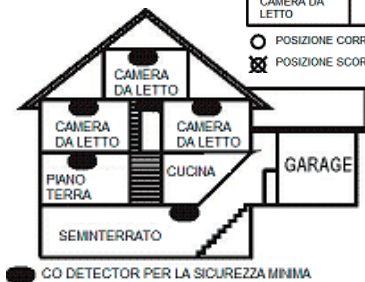 CAMERA DA
LETTO
POSIZIONE CORR
POSIZIONE SCOR
CAMERA
DA LETTO
CAMERA
DA LETTO
CAMERA
DA LETTO
PIANO
TERRA
CUCINA
GARAGE
SEMINTERRATO
CO DETECTOR PER LA SICUREZZA MINIMA